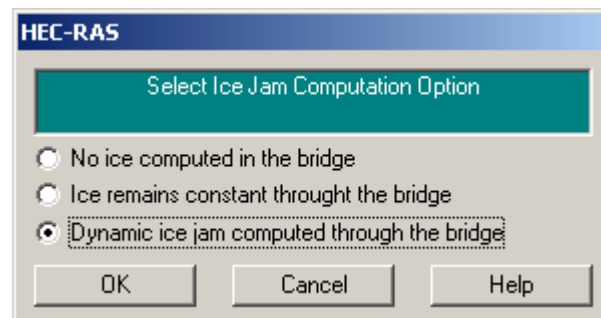 HEC-RAS
Select Ice Jam Computation Option
No ice computed in the bridge
Ice remains constant throught the bridge
Dynamic ice jam computed through the bridge
OK Cancel Help